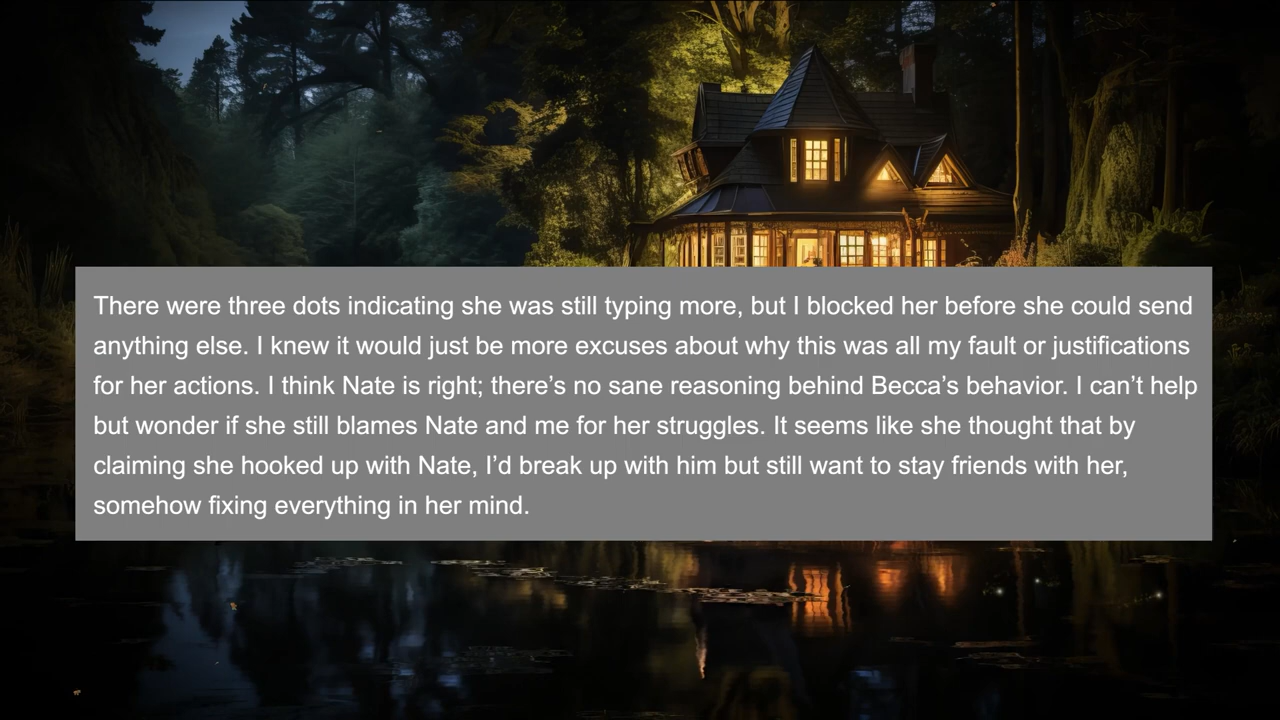 There were three dots indicating she was still typing more, but I blocked her before she could send
anything else. I knew it would just be more excuses about why this was all my fault or justifications
for her actions. I think Nate is right; there’s no sane reasoning behind Becca’s behavior. I can’t help
but wonder if she still blames Nate and me for her struggles. It seems like she thought that by
claiming she hooked up with Nate, I’d break up with him but still want to stay friends with her,
somehow fixing everything in her mind.